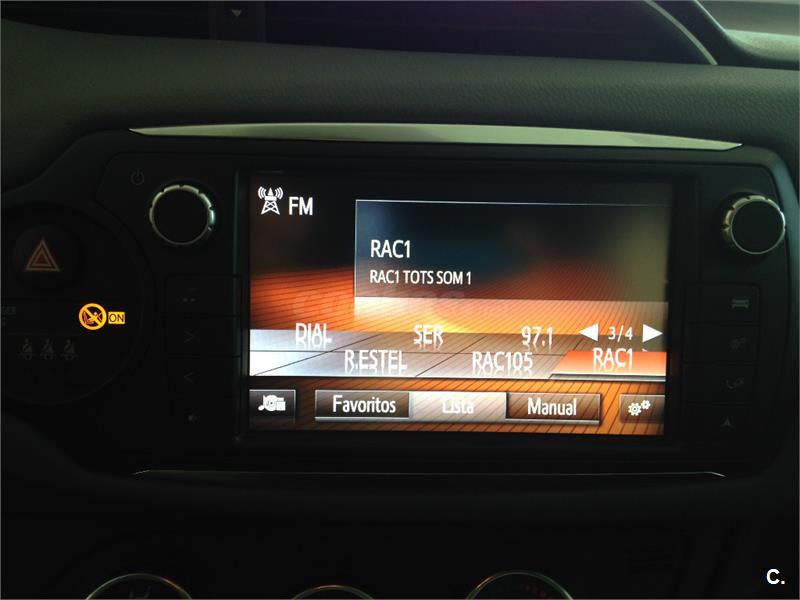 FM
RAC1
RAC1 TOTS SOM 1
DIAL SER 97.1 3/4
R.ESTEL RAC105 RAC1
Favoritos Lista Manual
ON
C.